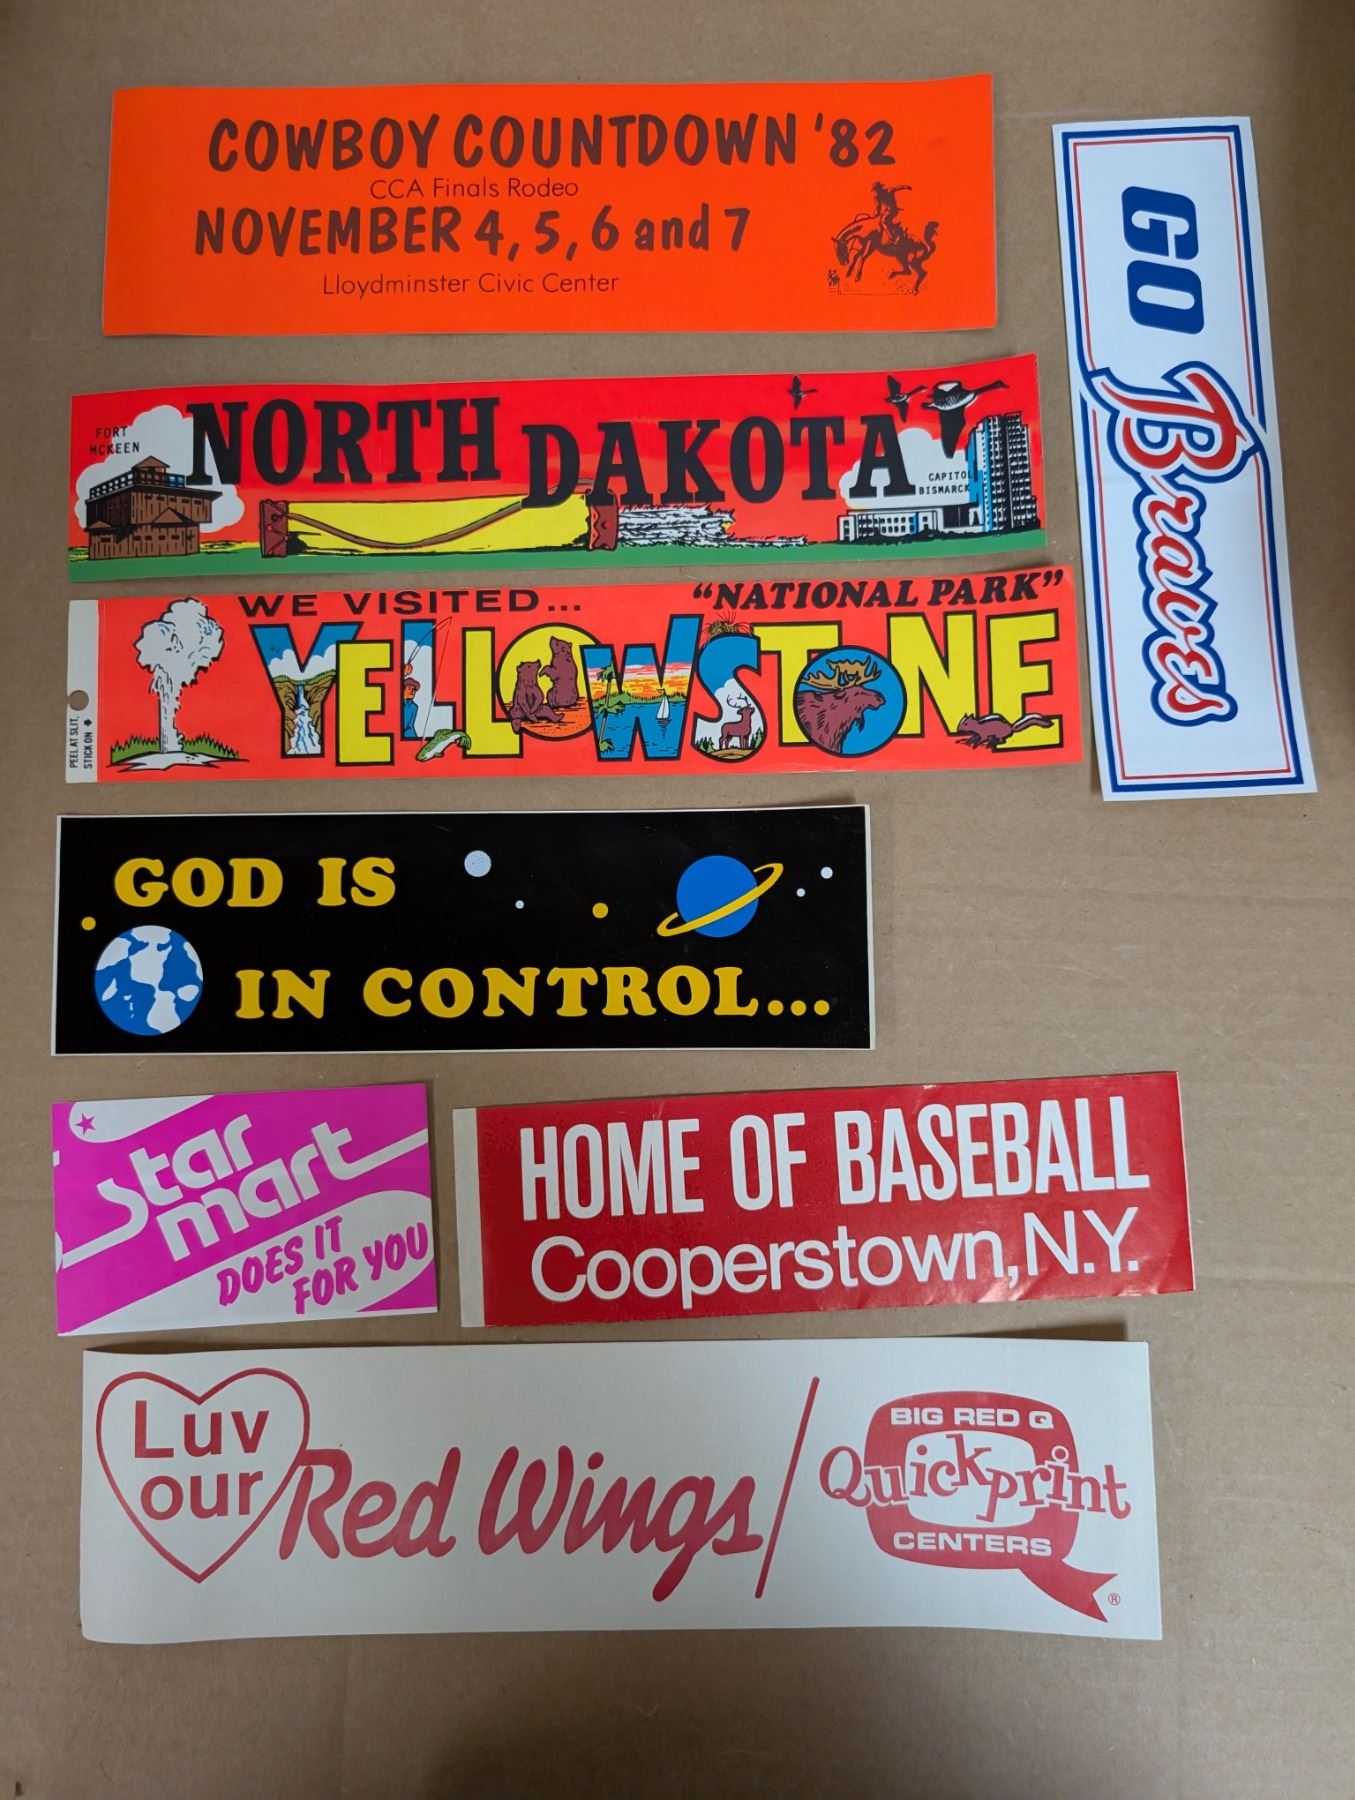 COWBOY COUNTDOWN '82
CCA Finals Rodeo
NOVEMBER 4, 5, 6 and 7
Lloydminster Civic Center
GO Braves
FORT
MCKEEN
NORTH DAKOTA
CAPITOL
BISMARCK
WE VISITED...
"NATIONAL PARK"
YELLOWSTONE
PEEL AT SLIT,
STICK ON
GOD IS
IN CONTROL...
Star
mart
DOES IT
FOR YOU
HOME OF BASEBALL
Cooperstown, N.Y.
Luv
our
Red Wings /
BIG RED Q
Quickprint
CENTERS
®